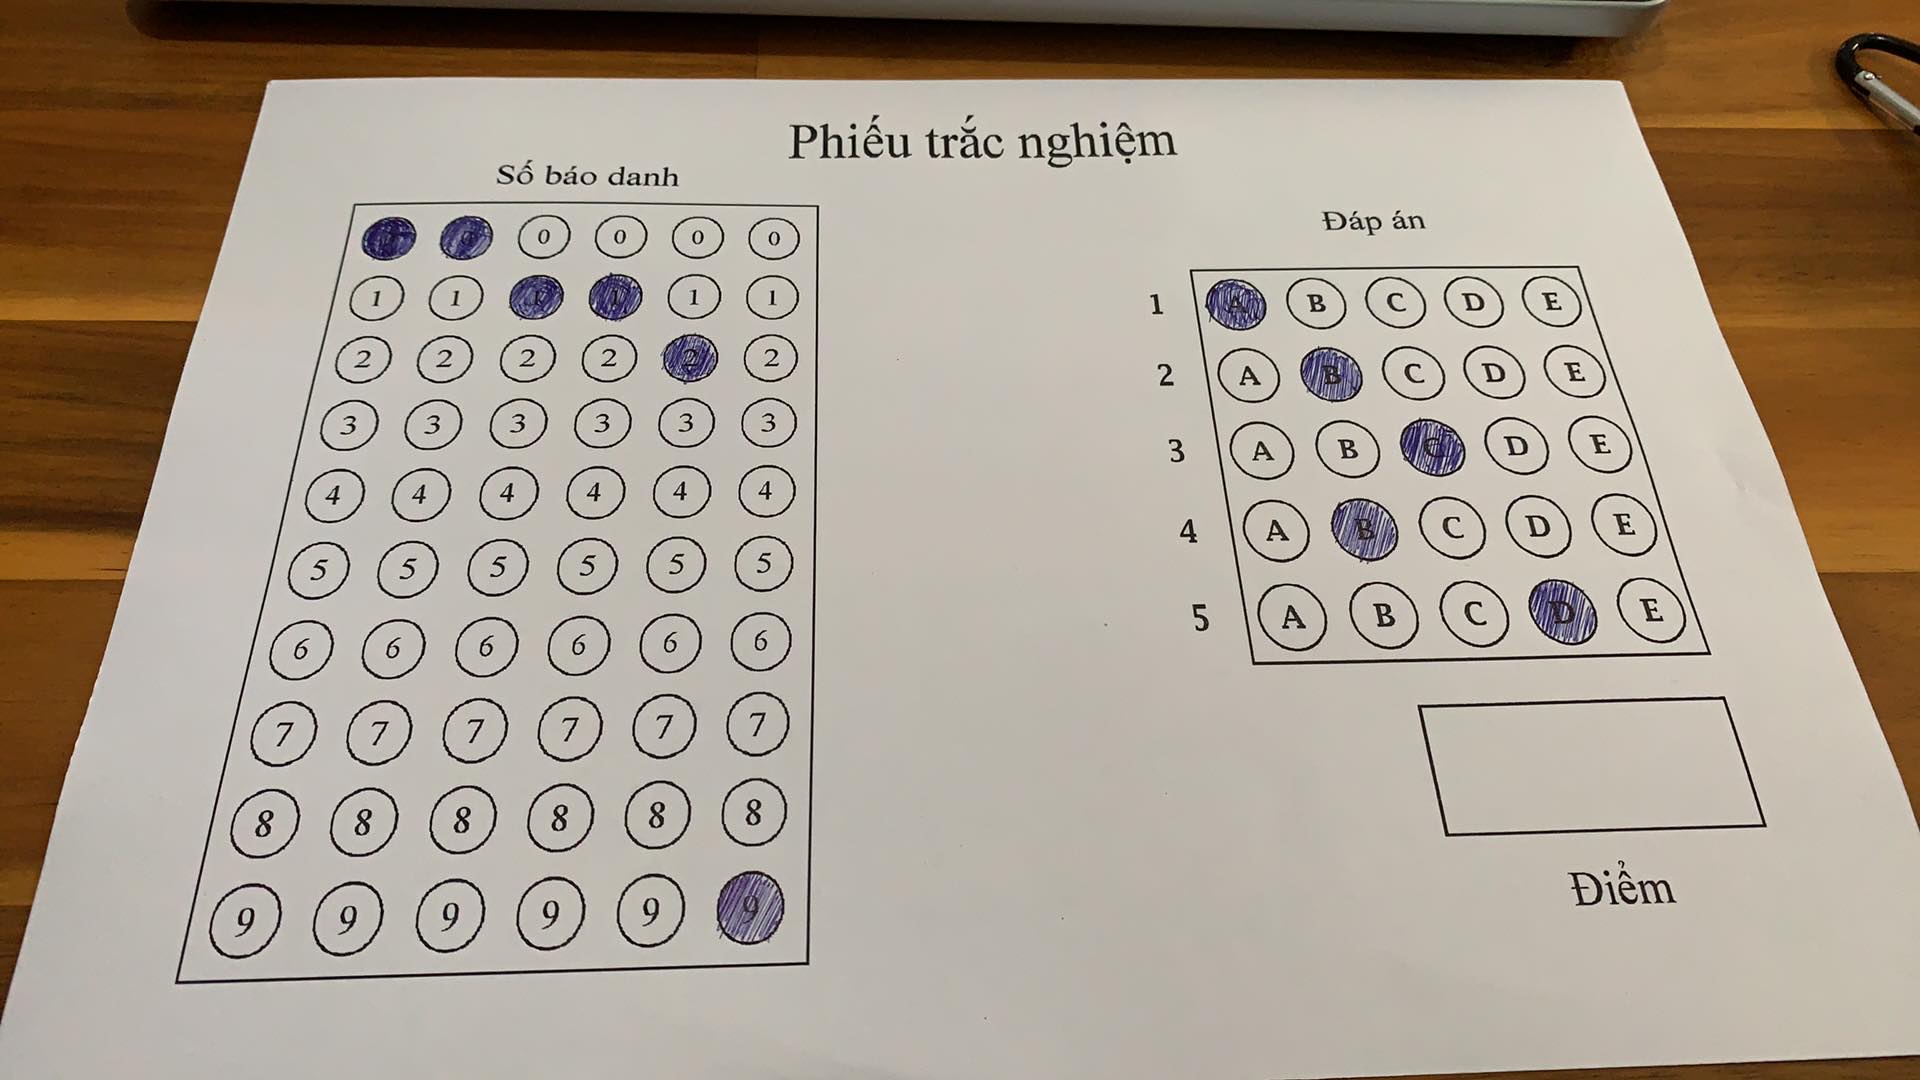 Phiếu trắc nghiệm
Số báo danh
0 0 0 0
1 1 1 1 1
2 2 2 2 2 2
3 3 3 3 3 3
4 4 4 4 4 4
5 5 5 5 5 5
6 6 6 6 6 6
7 7 7 7 7 7
8 8 8 8 8 8
9 9 9 9 9 9
Đáp án
1 A B C D E
2 A B C D E
3 A B C D E
4 A B C D E
5 A B C D E
Điểm